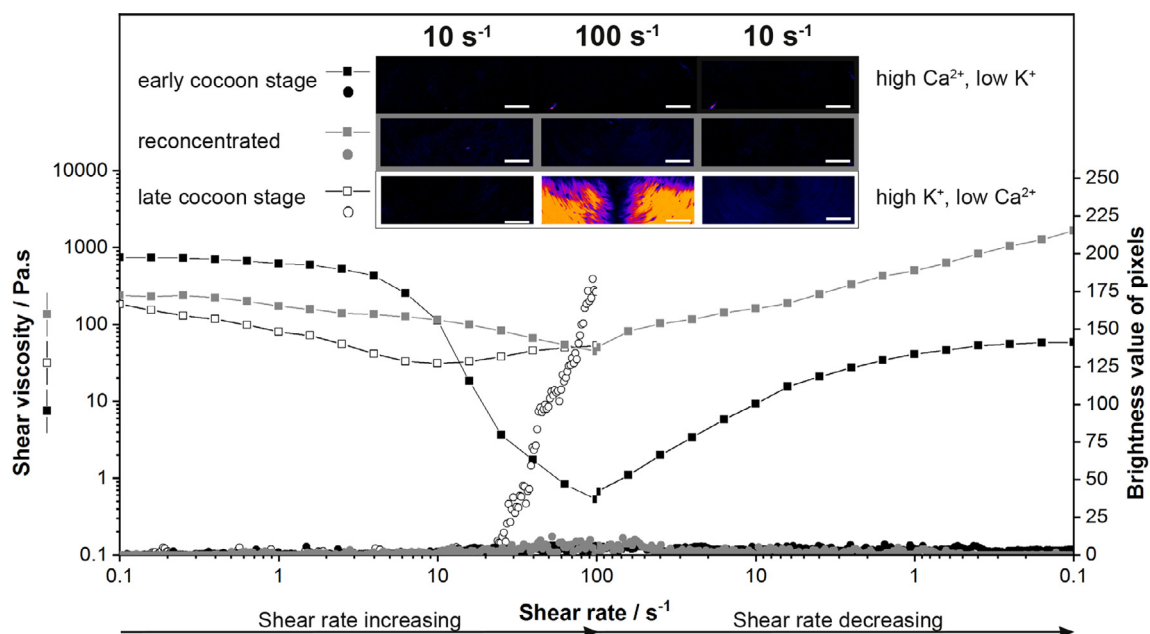 10 s⁻¹ 100 s⁻¹ 10 s⁻¹
early cocoon stage high Ca²⁺, low K⁺
reconcentrated
late cocoon stage high K⁺, low Ca²⁺
Shear viscosity / Pa.s
10000
1000
100
10
1
0.1
250
225
200
175
150
125
100
75
50
25
0
Brightness value of pixels
0.1 1 10 100 10 1 0.1
Shear rate increasing Shear rate / s⁻¹ Shear rate decreasing